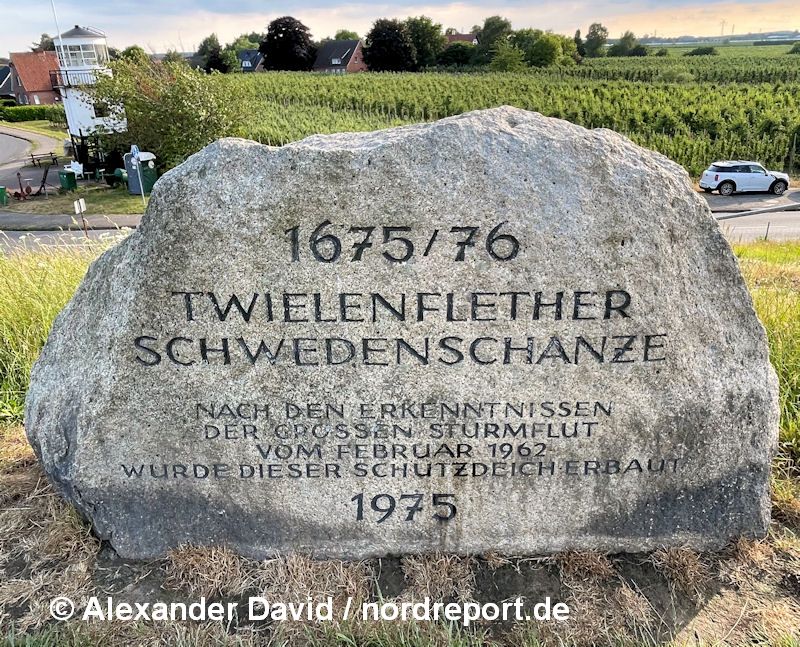 1675/76
TWIELENFLETHER
SCHWEDENSCHANZE
NACH DEN ERKENNTNISSEN
DER GROSSEN STURMFLUT
VOM FEBRUAR 1962
WURDE DIESER SCHUTZDEICH ERBAUT
1975
© Alexander David / nordreport.de